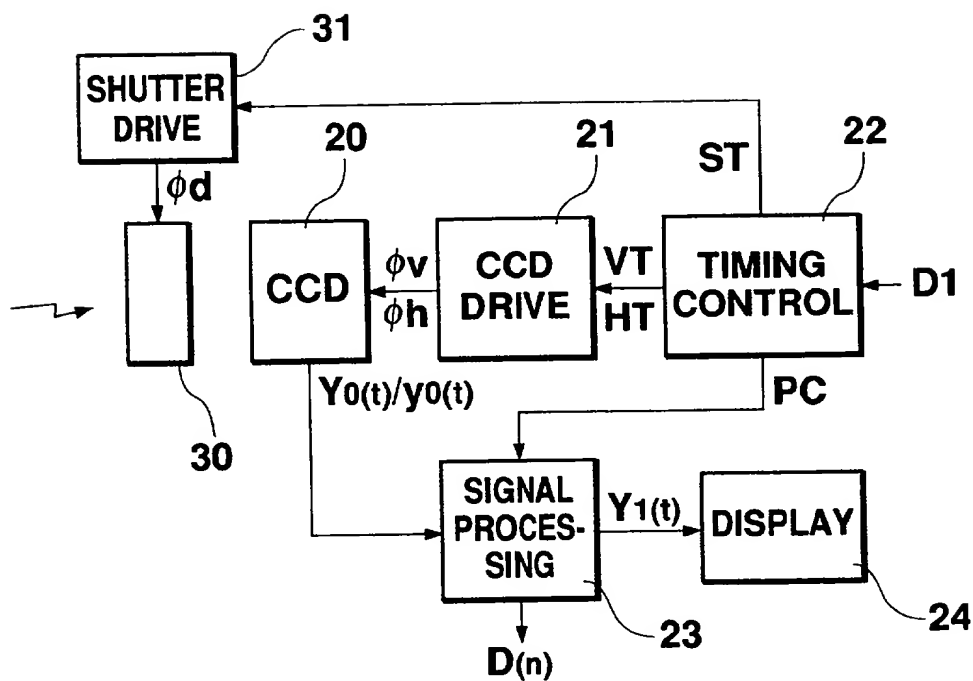 31
SHUTTER
DRIVE
20
21
22
ST
ϕd
CCD
ϕv
ϕh
CCD
DRIVE
VT
HT
TIMING
CONTROL
D1
Y0(t)/y0(t)
PC
30
SIGNAL
PROCES-
SING
Y1(t)
DISPLAY
23
24
D(n)